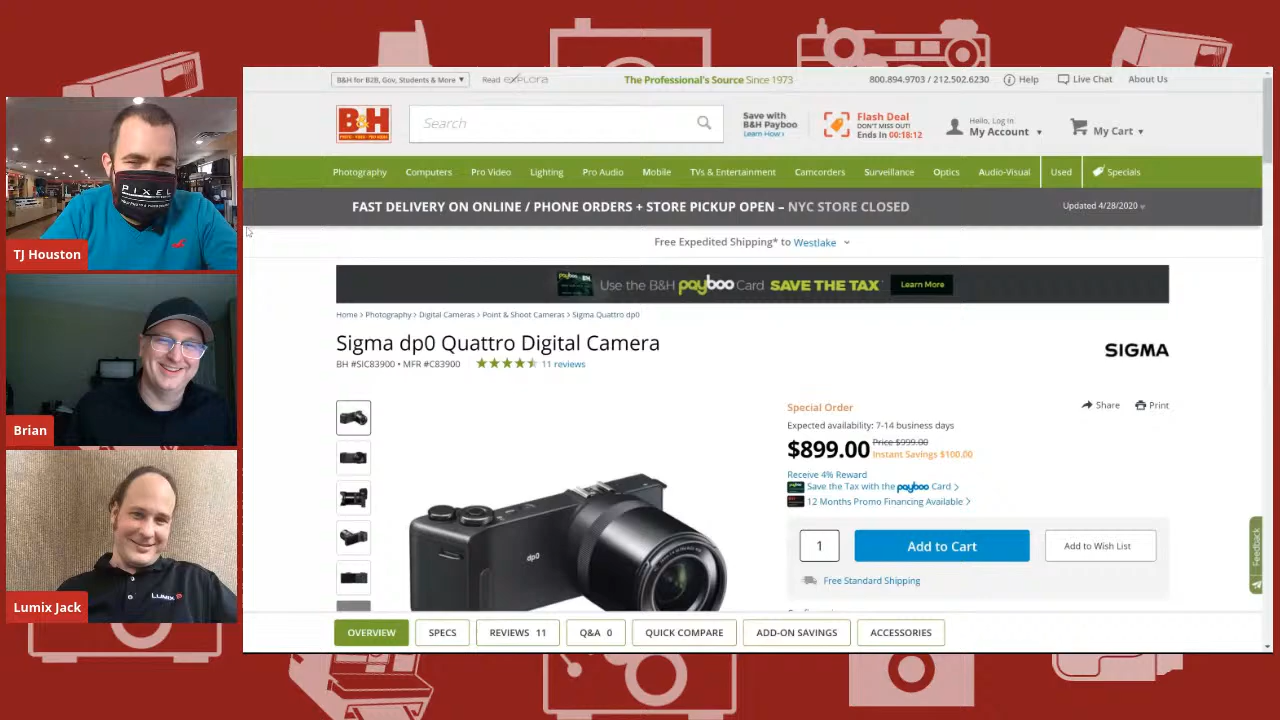 B&H for B2B, Gov, Students & More ▼
Read eXPLORA
The Professional's Source Since 1973
800.894.9703 / 212.502.6230
Help
Live Chat
About Us
B&H
PHOTO · VIDEO · PRO AUDIO
Search
Save with
B&H Payboo
Learn How ›
Flash Deal
DON'T MISS OUT!
Ends In 00:18:12
Hello, Log In
My Account ▼
My Cart ▼
Photography
Computers
Pro Video
Lighting
Pro Audio
Mobile
TVs & Entertainment
Camcorders
Surveillance
Optics
Audio-Visual
Used
Specials
FAST DELIVERY ON ONLINE / PHONE ORDERS + STORE PICKUP OPEN – NYC STORE CLOSED
Updated 4/28/2020
Free Expedited Shipping* to Westlake
payboo
Use the B&H payboo Card SAVE THE TAX
Learn More
Home > Photography > Digital Cameras > Point & Shoot Cameras > Sigma Quattro dp0
Sigma dp0 Quattro Digital Camera
BH #SIC83900 • MFR #C83900
11 reviews
SIGMA
Special Order
Share
Print
Expected availability: 7-14 business days
$899.00
Price $999.00
Instant Savings $100.00
Receive 4% Reward
Save the Tax with the payboo Card >
12 Months Promo Financing Available >
1
Add to Cart
Add to Wish List
Free Standard Shipping
dp0
Feedback
OVERVIEW
SPECS
REVIEWS 11
Q&A 0
QUICK COMPARE
ADD-ON SAVINGS
ACCESSORIES
PIXEL
TJ Houston
Brian
LUMIX
Lumix Jack